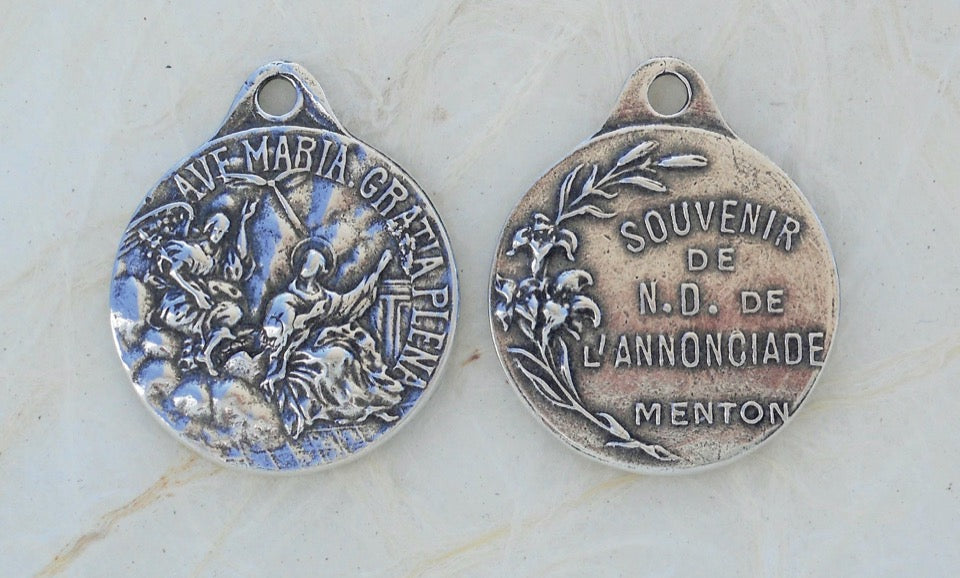 AVE MARIA GRATIA PLENA
SOUVENIR
DE
N.D. DE
L'ANNONCIADE
MENTON